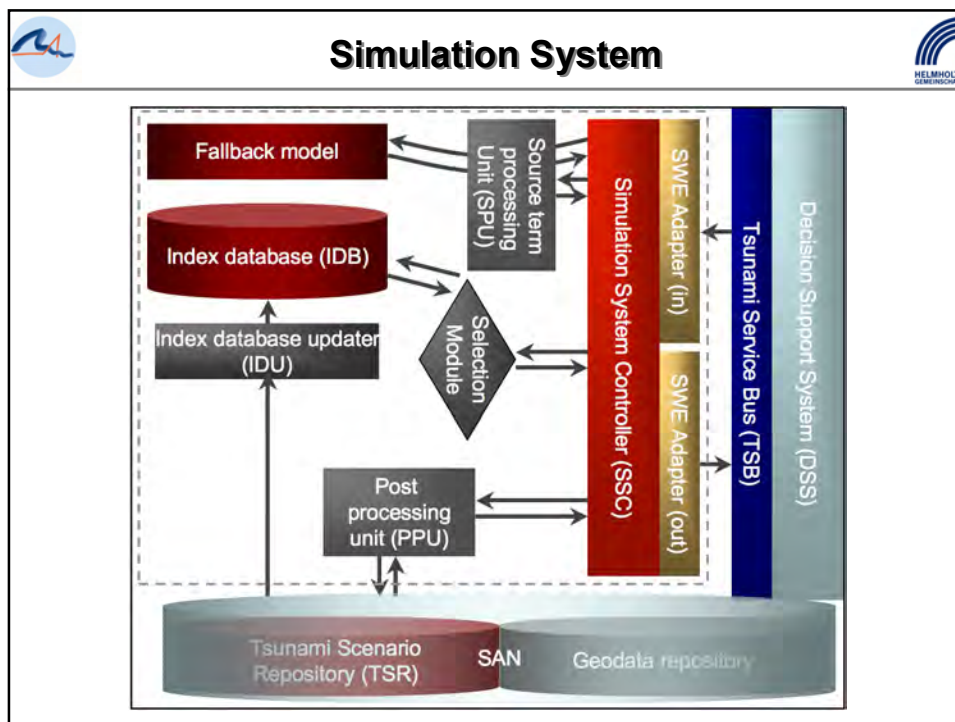 Simulation System
HELMHOLTZ
GEMEINSCHAFT
Fallback model
Source term
processing
Unit (SPU)
Simulation System Controller (SSC)
SWE Adapter (in)
Tsunami Service Bus (TSB)
Decision Support System (DSS)
Index database (IDB)
Index database updater
(IDU)
Selection
Module
SWE Adapter (out)
Post
processing
unit (PPU)
Tsunami Scenario
Repository (TSR)
SAN
Geodata repository